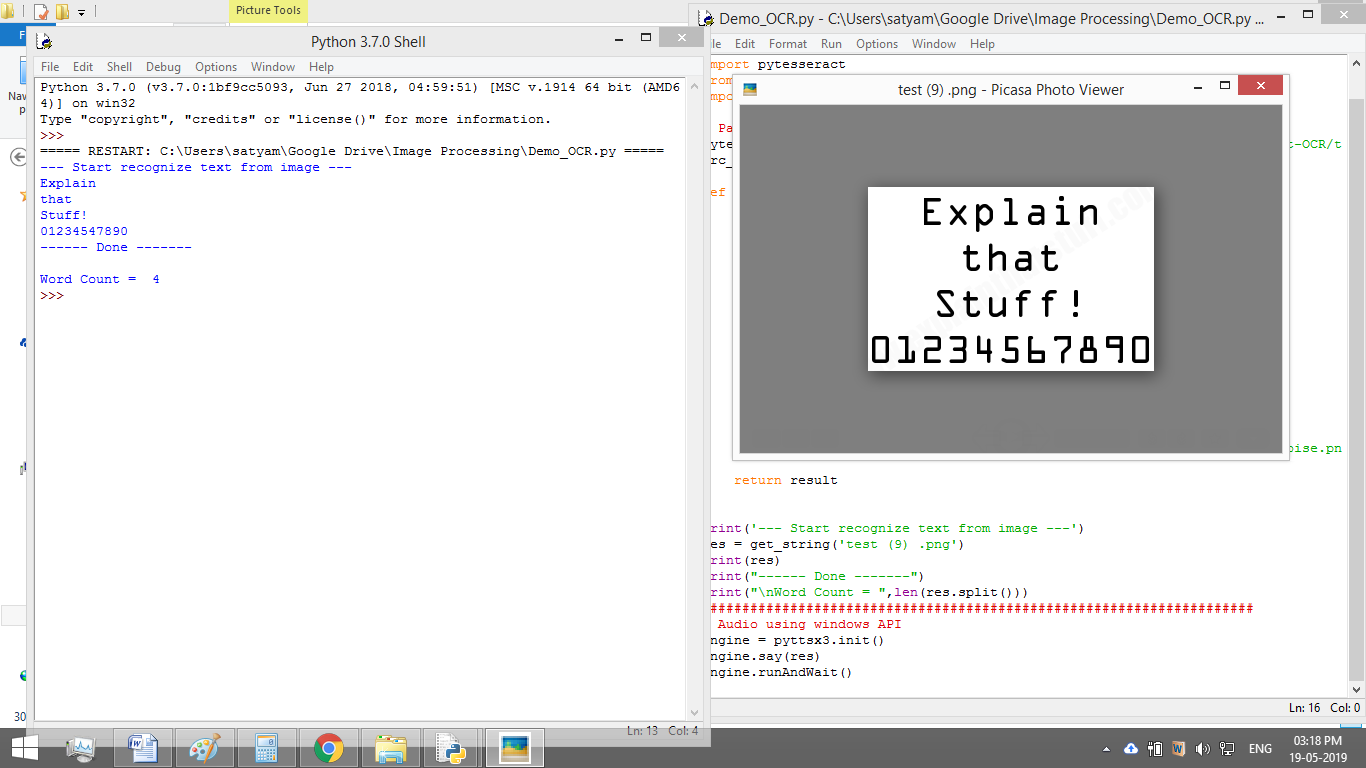 Picture Tools
Python 3.7.0 Shell
File Edit Shell Debug Options Window Help
Python 3.7.0 (v3.7.0:1bf9cc5093, Jun 27 2018, 04:59:51) [MSC v.1914 64 bit (AMD6
4)] on win32
Type "copyright", "credits" or "license()" for more information.
>>>
===== RESTART: C:\Users\satyam\Google Drive\Image Processing\Demo_OCR.py =====
--- Start recognize text from image ---
Explain
that
Stuff!
01234547890
------ Done -------
Word Count =  4
>>>
Ln: 13 Col: 4
Demo_OCR.py - C:\Users\satyam\Google Drive\Image Processing\Demo_OCR.py ...
le Edit Format Run Options Window Help
mport pytesseract
rom
mpo
Pa
yte
t-OCR/t
rc_
ef
test (9) .png - Picasa Photo Viewer
Explain
that
Stuff!
01234567890
oise.pn
return result
rint('--- Start recognize text from image ---')
es = get_string('test (9) .png')
rint(res)
rint("------ Done -------")
rint("\nWord Count = ",len(res.split()))
####################################################################
Audio using windows API
ngine = pyttsx3.init()
ngine.say(res)
ngine.runAndWait()
Ln: 16 Col: 0
F
Nav
p
30
ENG
03:18 PM
19-05-2019